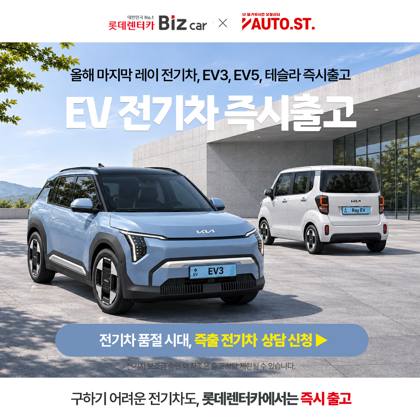 대한민국 No.1
롯데렌터카 Biz car × AUTO.ST.
올해 마지막 레이 전기차, EV3, EV5, 테슬라 즉시출고
EV 전기차 즉시출고
KIA
EV3
Ray EV
전기차 품절 시대, 즉출 전기차 상담 신청 ▶
구하기 어려운 전기차도, 롯데렌터카에서는 즉시 출고